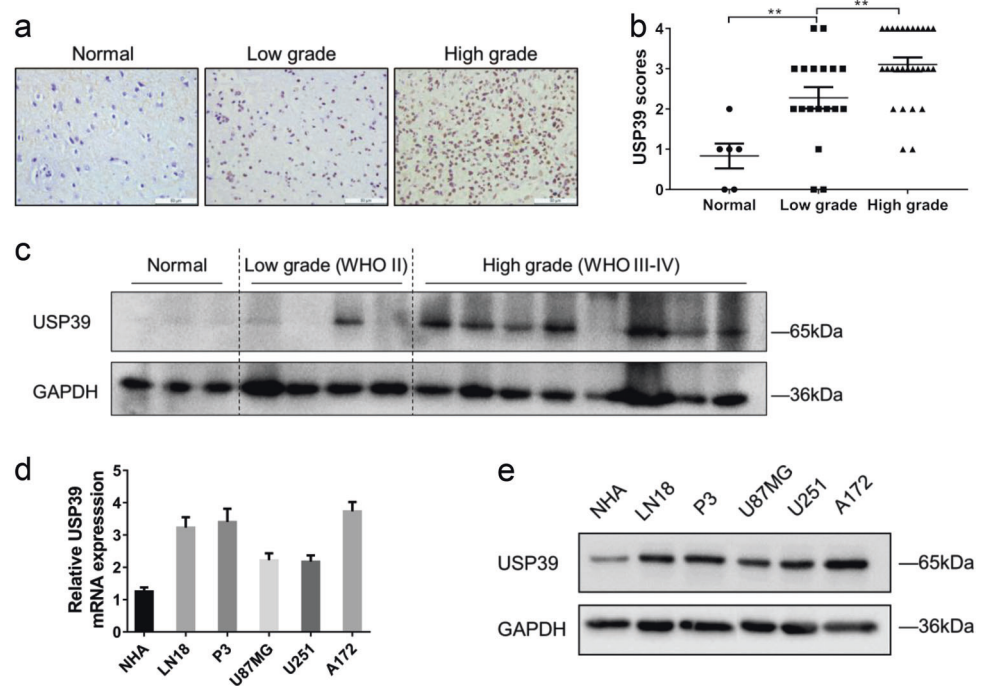 a
Normal
Low grade
High grade
b
**
**
USP39 scores
4
3
2
1
0
Normal
Low grade
High grade
c
Normal
Low grade (WHO II)
High grade (WHO III-IV)
USP39
—65kDa
GAPDH
—36kDa
d
Relative USP39
mRNA expresssion
5
4
3
2
1
0
NHA
LN18
P3
U87MG
U251
A172
e
NHA
LN18
P3
U87MG
U251
A172
USP39
—65kDa
GAPDH
—36kDa